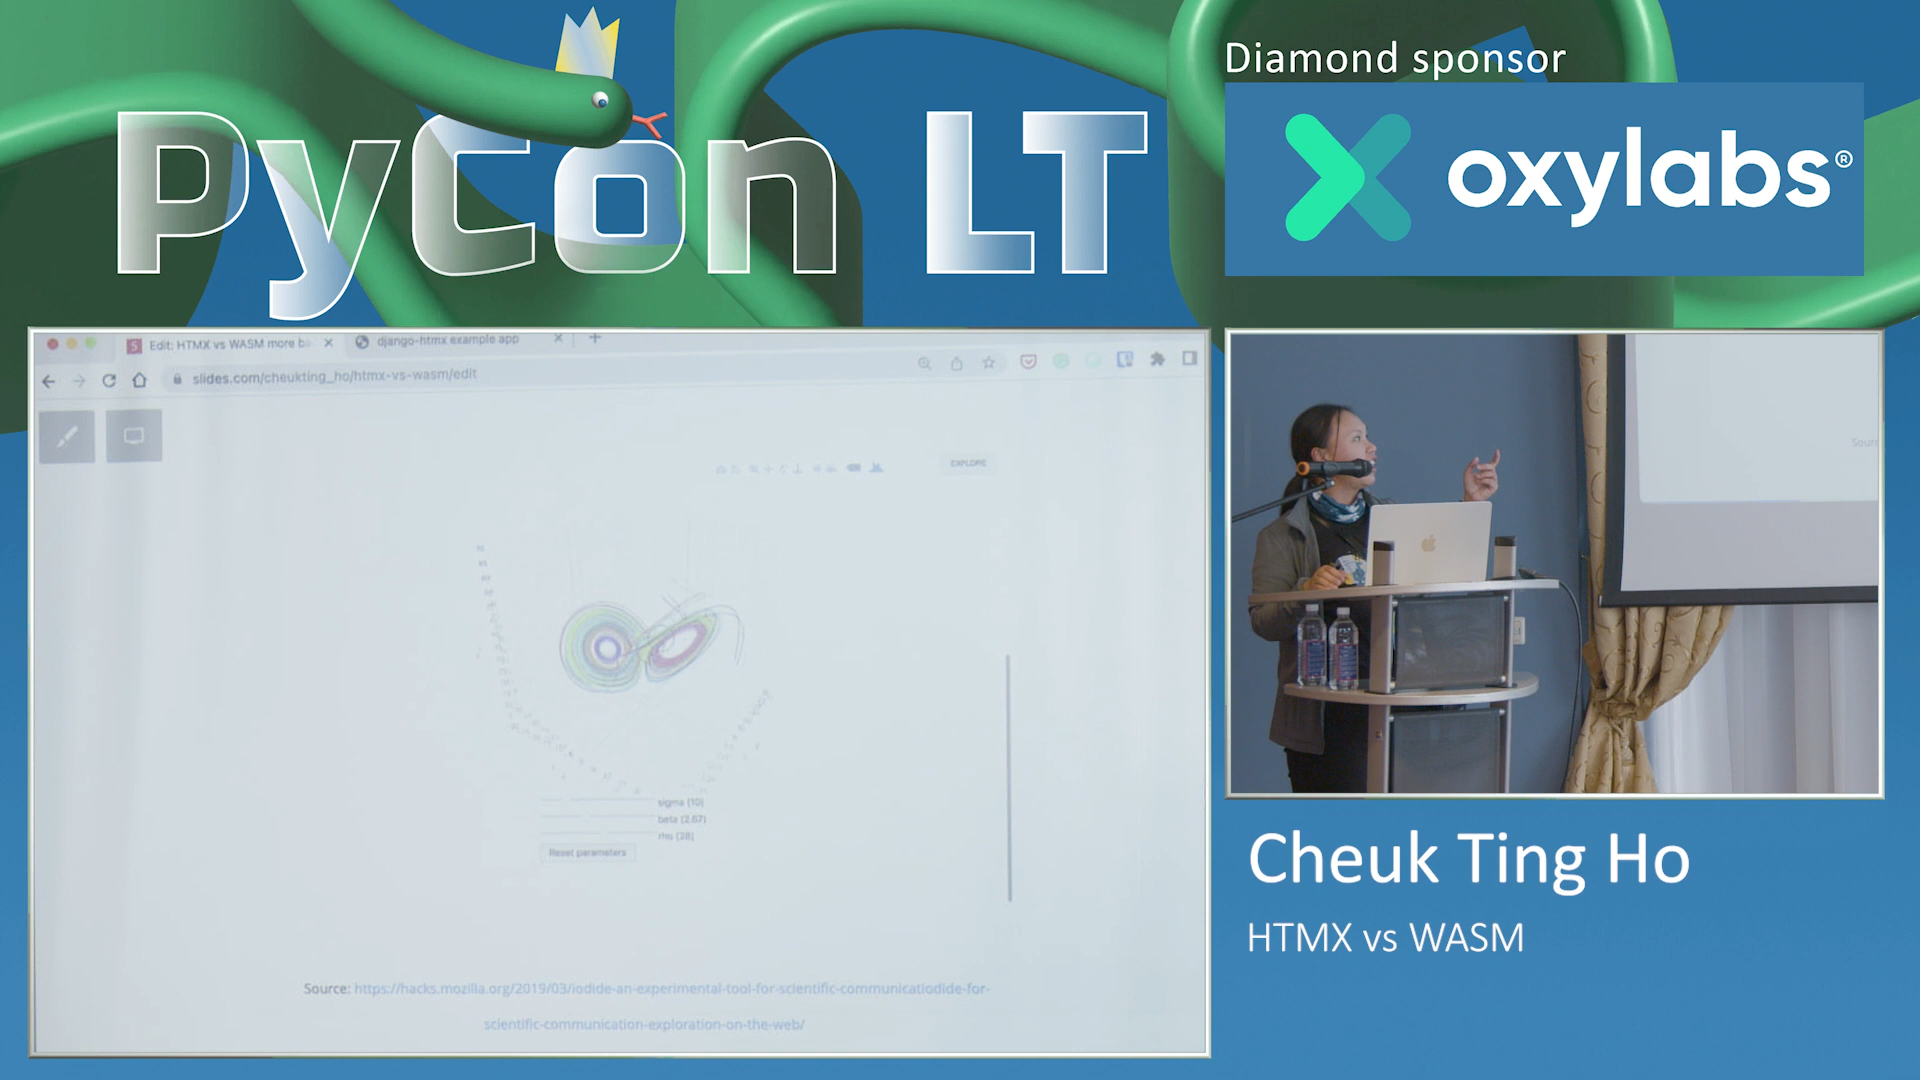 PyCon LT
Diamond sponsor
oxylabs®
Edit: HTMX vs WASM more ba
django-htmx example app
slides.com/cheukting_ho/htmx-vs-wasm/edit
EXPLORE
sigma (10)
beta (2.67)
rho (28)
Reset parameters
Source: https://hacks.mozilla.org/2019/03/iodide-an-experimental-tool-for-scientific-communicatiodide-for-
scientific-communication-exploration-on-the-web/
Sour
Cheuk Ting Ho
HTMX vs WASM